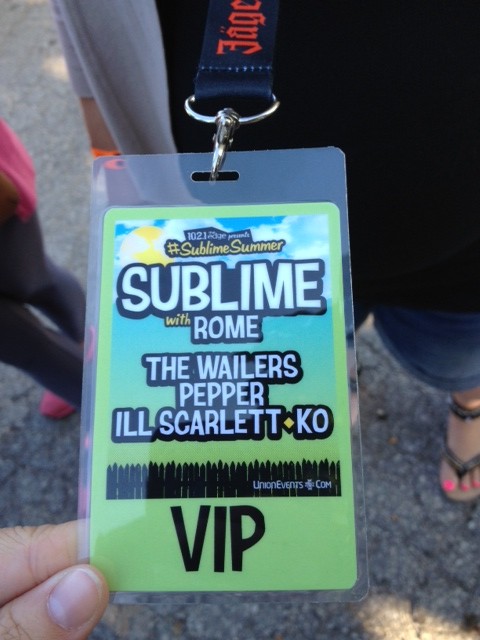 Jäge
102.1 the Edge presents
#SublimeSummer
SUBLIME
with ROME
THE WAILERS
PEPPER
ILL SCARLETT KO
UNIONEVENTS.COM
VIP